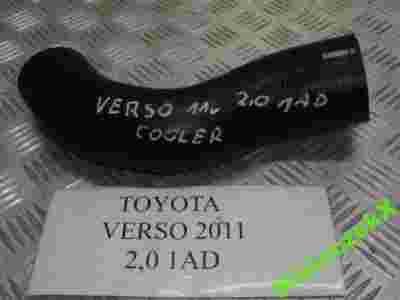 VERSO 11r 2.0 1AD
COOLER
TOYOTA
VERSO 2011
2,0 1AD